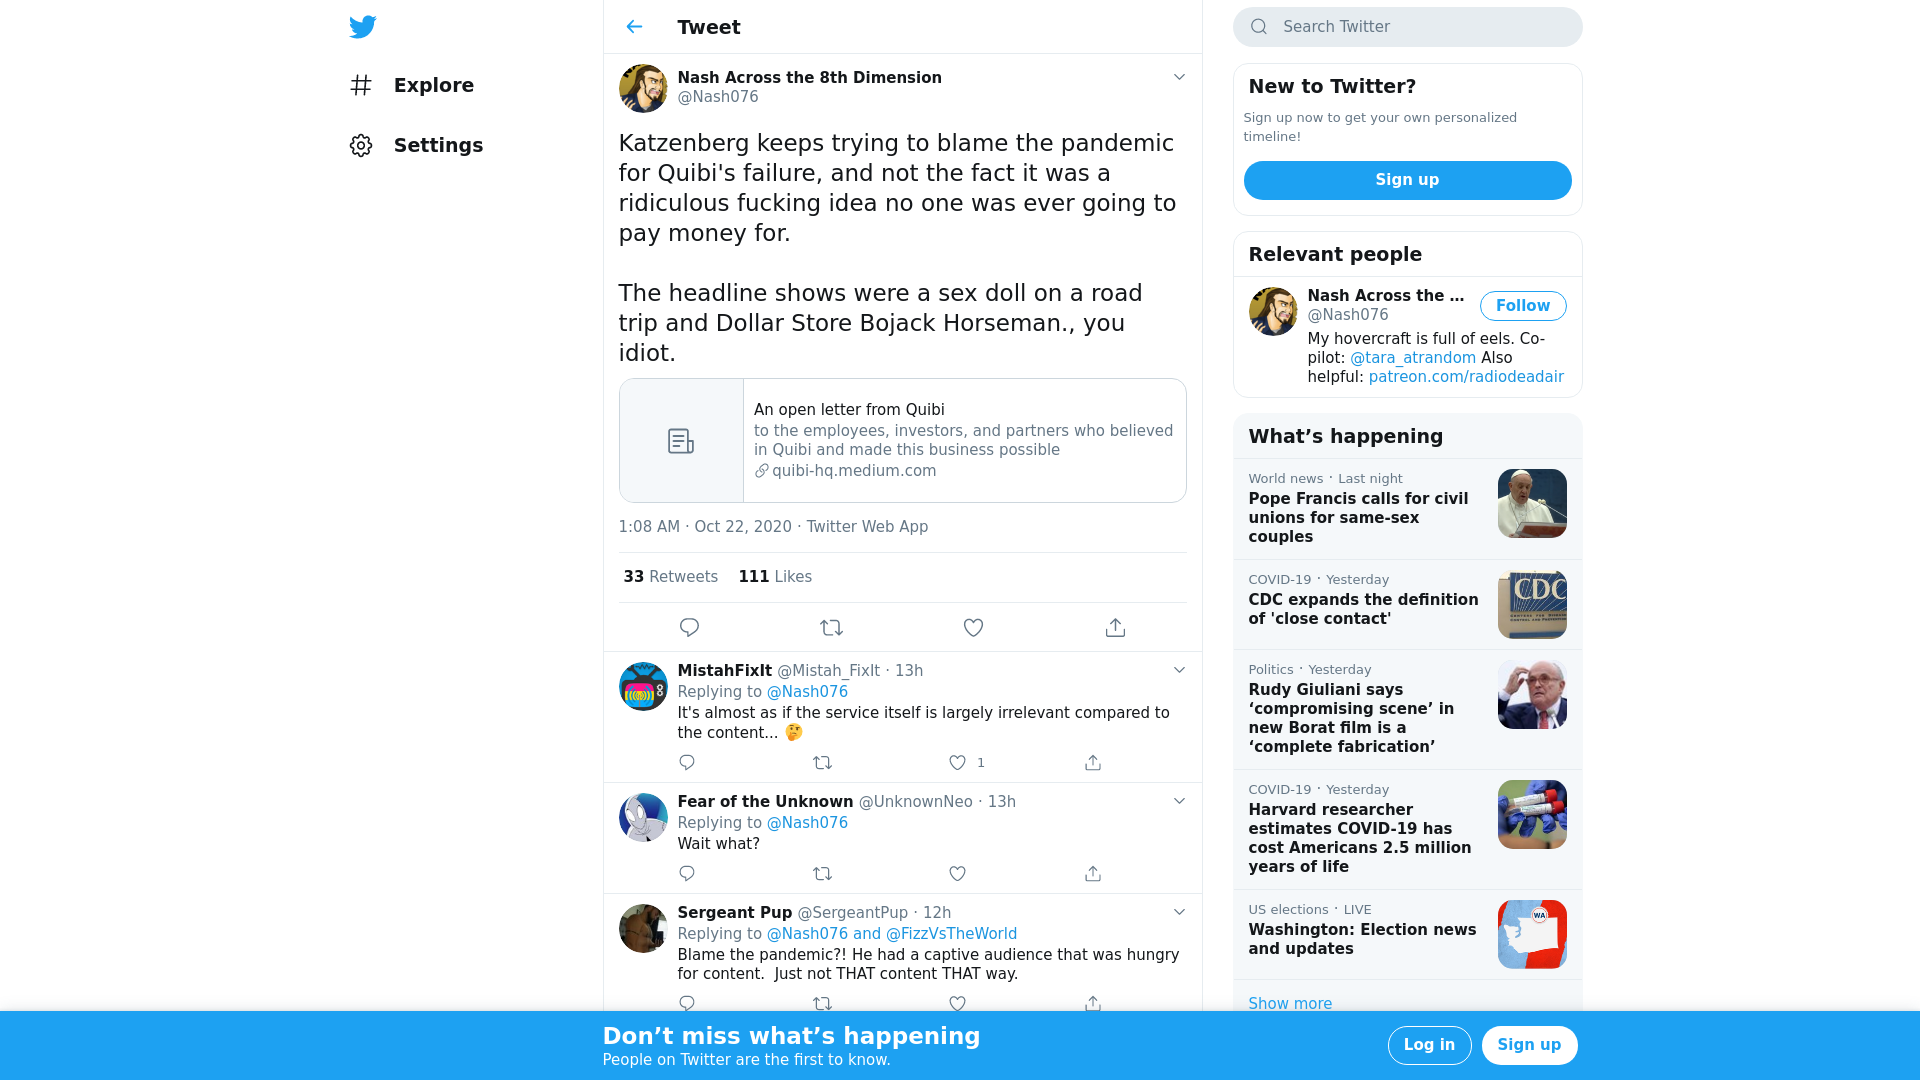 Explore
Settings
Tweet
Nash Across the 8th Dimension
@Nash076
Katzenberg keeps trying to blame the pandemic
for Quibi's failure, and not the fact it was a
ridiculous fucking idea no one was ever going to
pay money for.
The headline shows were a sex doll on a road
trip and Dollar Store Bojack Horseman., you
idiot.
An open letter from Quibi
to the employees, investors, and partners who believed
in Quibi and made this business possible
quibi-hq.medium.com
1:08 AM · Oct 22, 2020 · Twitter Web App
33 Retweets 111 Likes
MistahFixIt @Mistah_FixIt · 13h
Replying to @Nash076
It's almost as if the service itself is largely irrelevant compared to
the content... 🤔
1
Fear of the Unknown @UnknownNeo · 13h
Replying to @Nash076
Wait what?
Sergeant Pup @SergeantPup · 12h
Replying to @Nash076 and @FizzVsTheWorld
Blame the pandemic?! He had a captive audience that was hungry
for content.  Just not THAT content THAT way.
Search Twitter
New to Twitter?
Sign up now to get your own personalized
timeline!
Sign up
Relevant people
Nash Across the ...
@Nash076
Follow
My hovercraft is full of eels. Co-
pilot: @tara_atrandom Also
helpful: patreon.com/radiodeadair
What’s happening
World news · Last night
Pope Francis calls for civil
unions for same-sex
couples
COVID-19 · Yesterday
CDC expands the definition
of 'close contact'
CDC
Politics · Yesterday
Rudy Giuliani says
‘compromising scene’ in
new Borat film is a
‘complete fabrication’
COVID-19 · Yesterday
Harvard researcher
estimates COVID-19 has
cost Americans 2.5 million
years of life
US elections · LIVE
Washington: Election news
and updates
WA
Show more
Don’t miss what’s happening
People on Twitter are the first to know.
Log in
Sign up